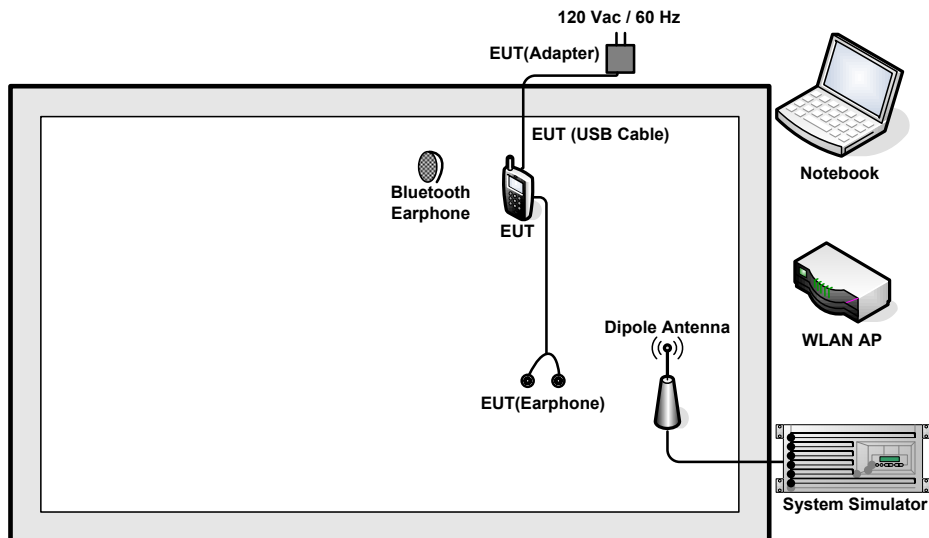 120 Vac / 60 Hz
EUT(Adapter)
EUT (USB Cable)
Notebook
Bluetooth
Earphone
EUT
Dipole Antenna
WLAN AP
EUT(Earphone)
System Simulator